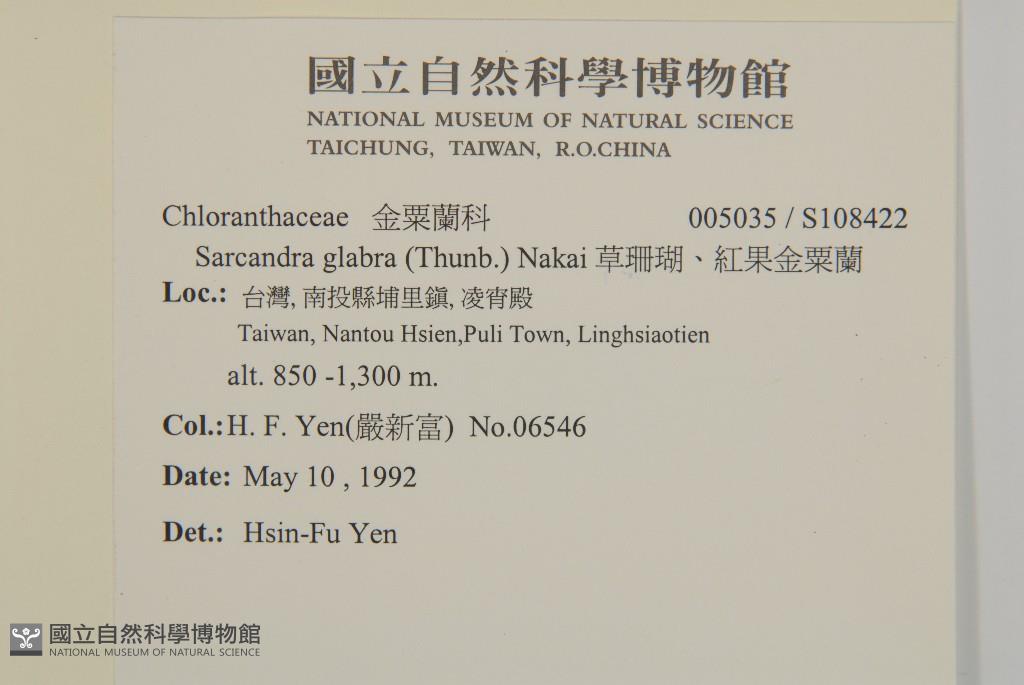 國立自然科學博物館
NATIONAL MUSEUM OF NATURAL SCIENCE
TAICHUNG, TAIWAN, R.O.CHINA
Chloranthaceae 金粟蘭科 005035 / S108422
Sarcandra glabra (Thunb.) Nakai 草珊瑚、紅果金粟蘭
Loc.: 台灣, 南投縣埔里鎮, 凌宵殿
Taiwan, Nantou Hsien,Puli Town, Linghsiaotien
alt. 850 -1,300 m.
Col.:H. F. Yen(嚴新富) No.06546
Date: May 10 , 1992
Det.: Hsin-Fu Yen
國立自然科學博物館
NATIONAL MUSEUM OF NATURAL SCIENCE